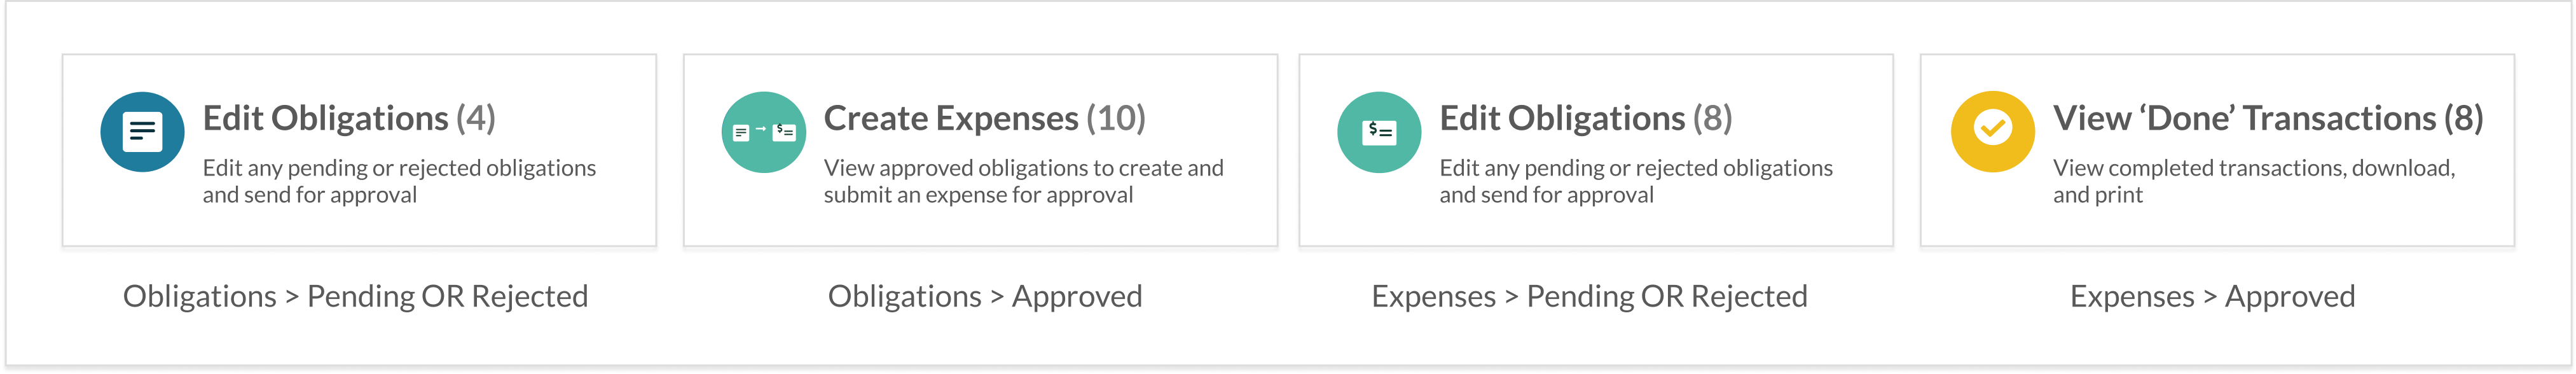 Edit Obligations (4)
Edit any pending or rejected obligations
and send for approval
Obligations > Pending OR Rejected
Create Expenses (10)
View approved obligations to create and
submit an expense for approval
Obligations > Approved
Edit Obligations (8)
Edit any pending or rejected obligations
and send for approval
Expenses > Pending OR Rejected
View ‘Done’ Transactions (8)
View completed transactions, download,
and print
Expenses > Approved